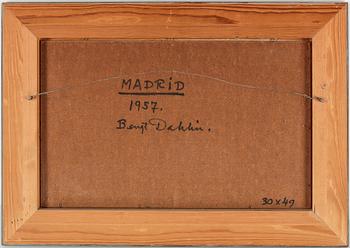 MADRID
1957.
Bengt Dahlin.
30 x 49